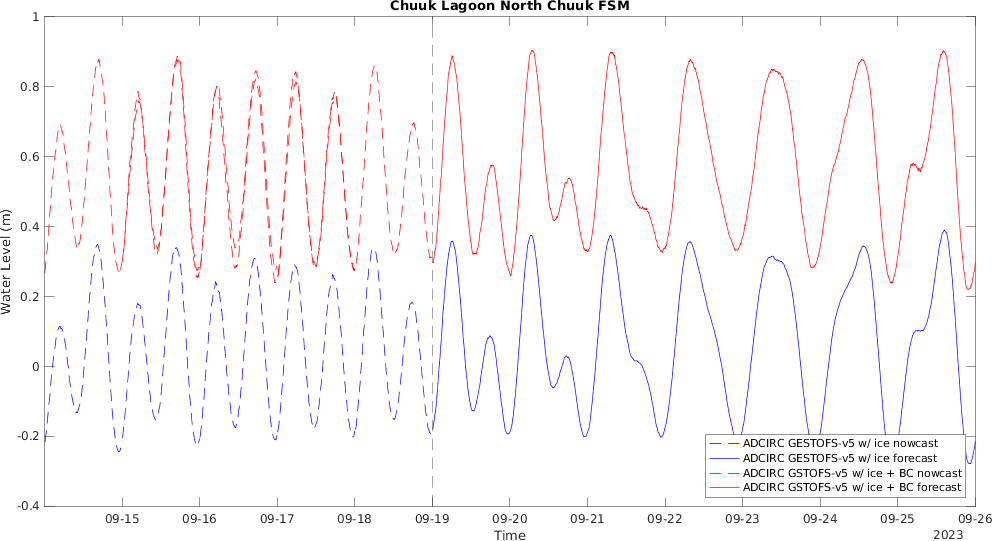 Chuuk Lagoon North Chuuk FSM
1
0.8
0.6
0.4
0.2
0
-0.2
-0.4
Water Level (m)
ADCIRC GESTOFS-v5 w/ ice nowcast
ADCIRC GESTOFS-v5 w/ ice forecast
ADCIRC GSTOFS-v5 w/ ice + BC nowcast
ADCIRC GSTOFS-v5 w/ ice + BC forecast
09-15 09-16 09-17 09-18 09-19 09-20 09-21 09-22 09-23 09-24 09-25 09-26
Time
2023